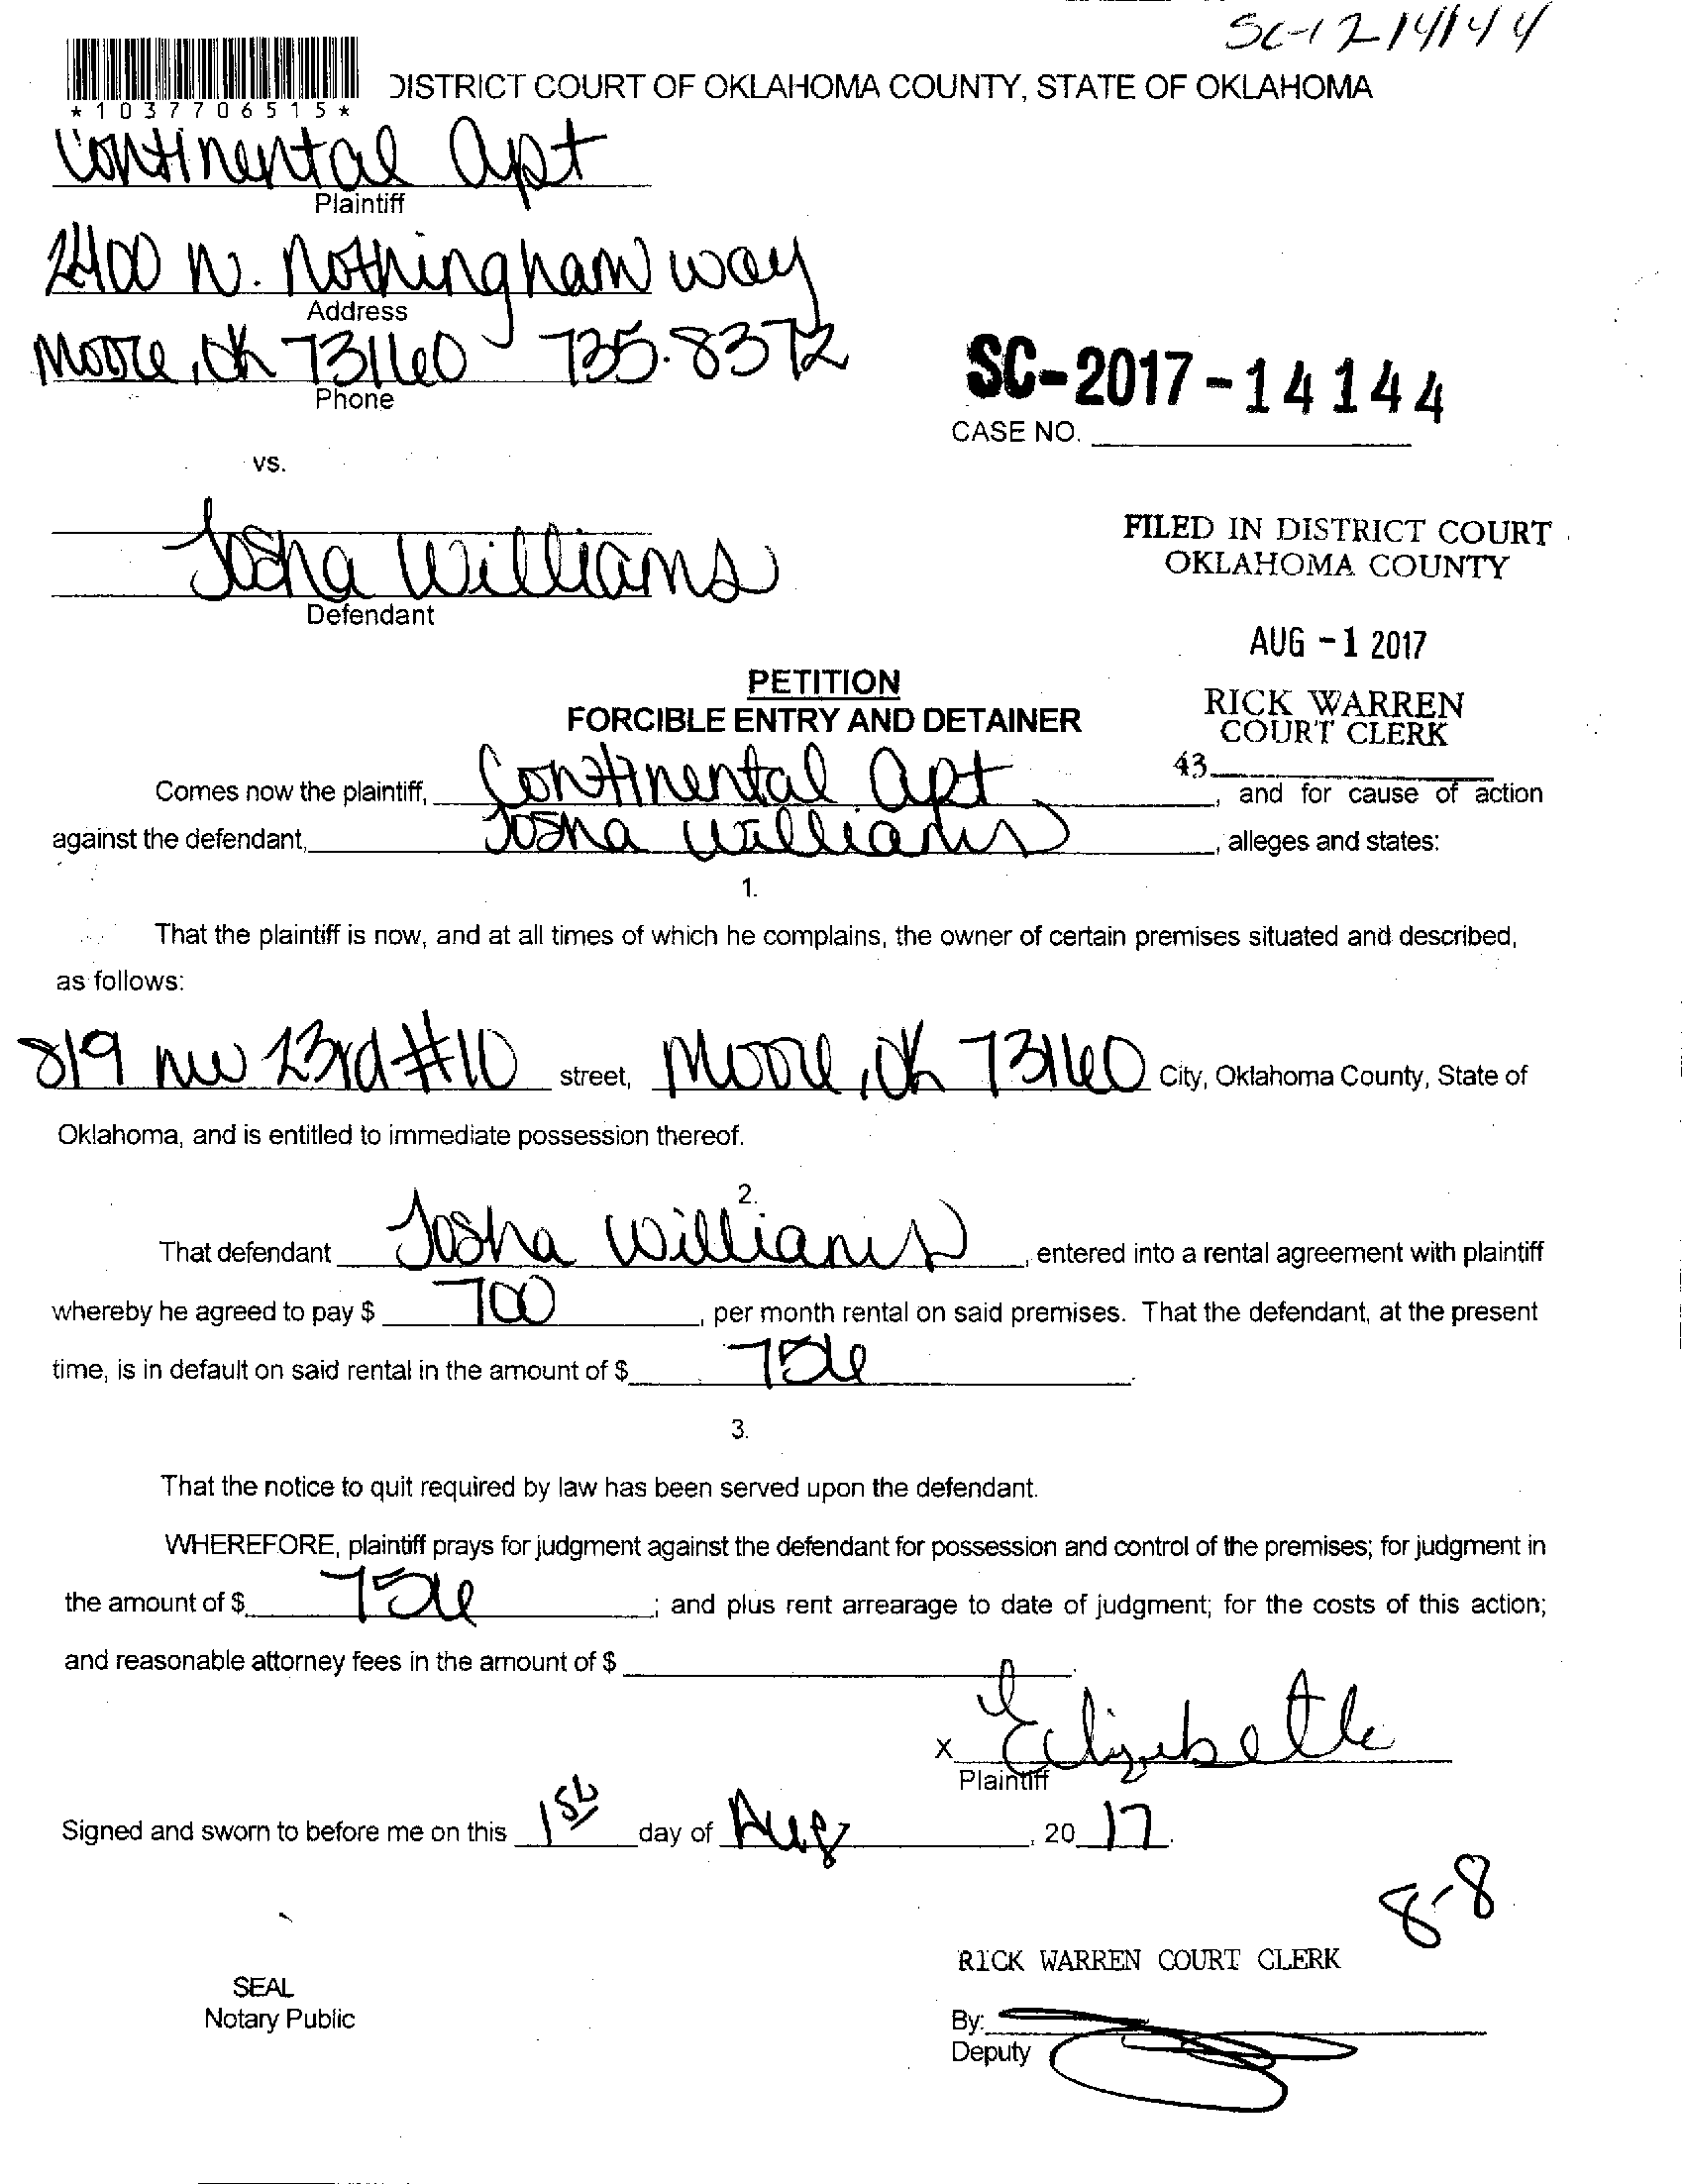 SC-17-14144
*1037706515*
DISTRICT COURT OF OKLAHOMA COUNTY, STATE OF OKLAHOMA
Continental Apt
Plaintiff
2400 N. Nothingham way
Address
Moore, Ok 73160 735.8372
Phone
SC-2017-14144
CASE NO.
vs.
Josha Williams
Defendant
FILED IN DISTRICT COURT
OKLAHOMA COUNTY
AUG -1 2017
RICK WARREN
COURT CLERK
43
PETITION
FORCIBLE ENTRY AND DETAINER
Comes now the plaintiff, Continental Apt, and for cause of action
against the defendant, Josha Williams, alleges and states:
1.
That the plaintiff is now, and at all times of which he complains, the owner of certain premises situated and described,
as follows:
819 NW 23rd #10 street, Moore, Ok 73160 City, Oklahoma County, State of
Oklahoma, and is entitled to immediate possession thereof.
2.
That defendant Josha Williams, entered into a rental agreement with plaintiff
whereby he agreed to pay $ 700, per month rental on said premises. That the defendant, at the present
time, is in default on said rental in the amount of $ 756.
3.
That the notice to quit required by law has been served upon the defendant.
WHEREFORE, plaintiff prays for judgment against the defendant for possession and control of the premises; for judgment in
the amount of $ 756; and plus rent arrearage to date of judgment; for the costs of this action;
and reasonable attorney fees in the amount of $
x Elizabeth
Plaintiff
Signed and sworn to before me on this 1st day of Aug, 20 17.
8-8
RICK WARREN COURT CLERK
SEAL
Notary Public
By:
Deputy